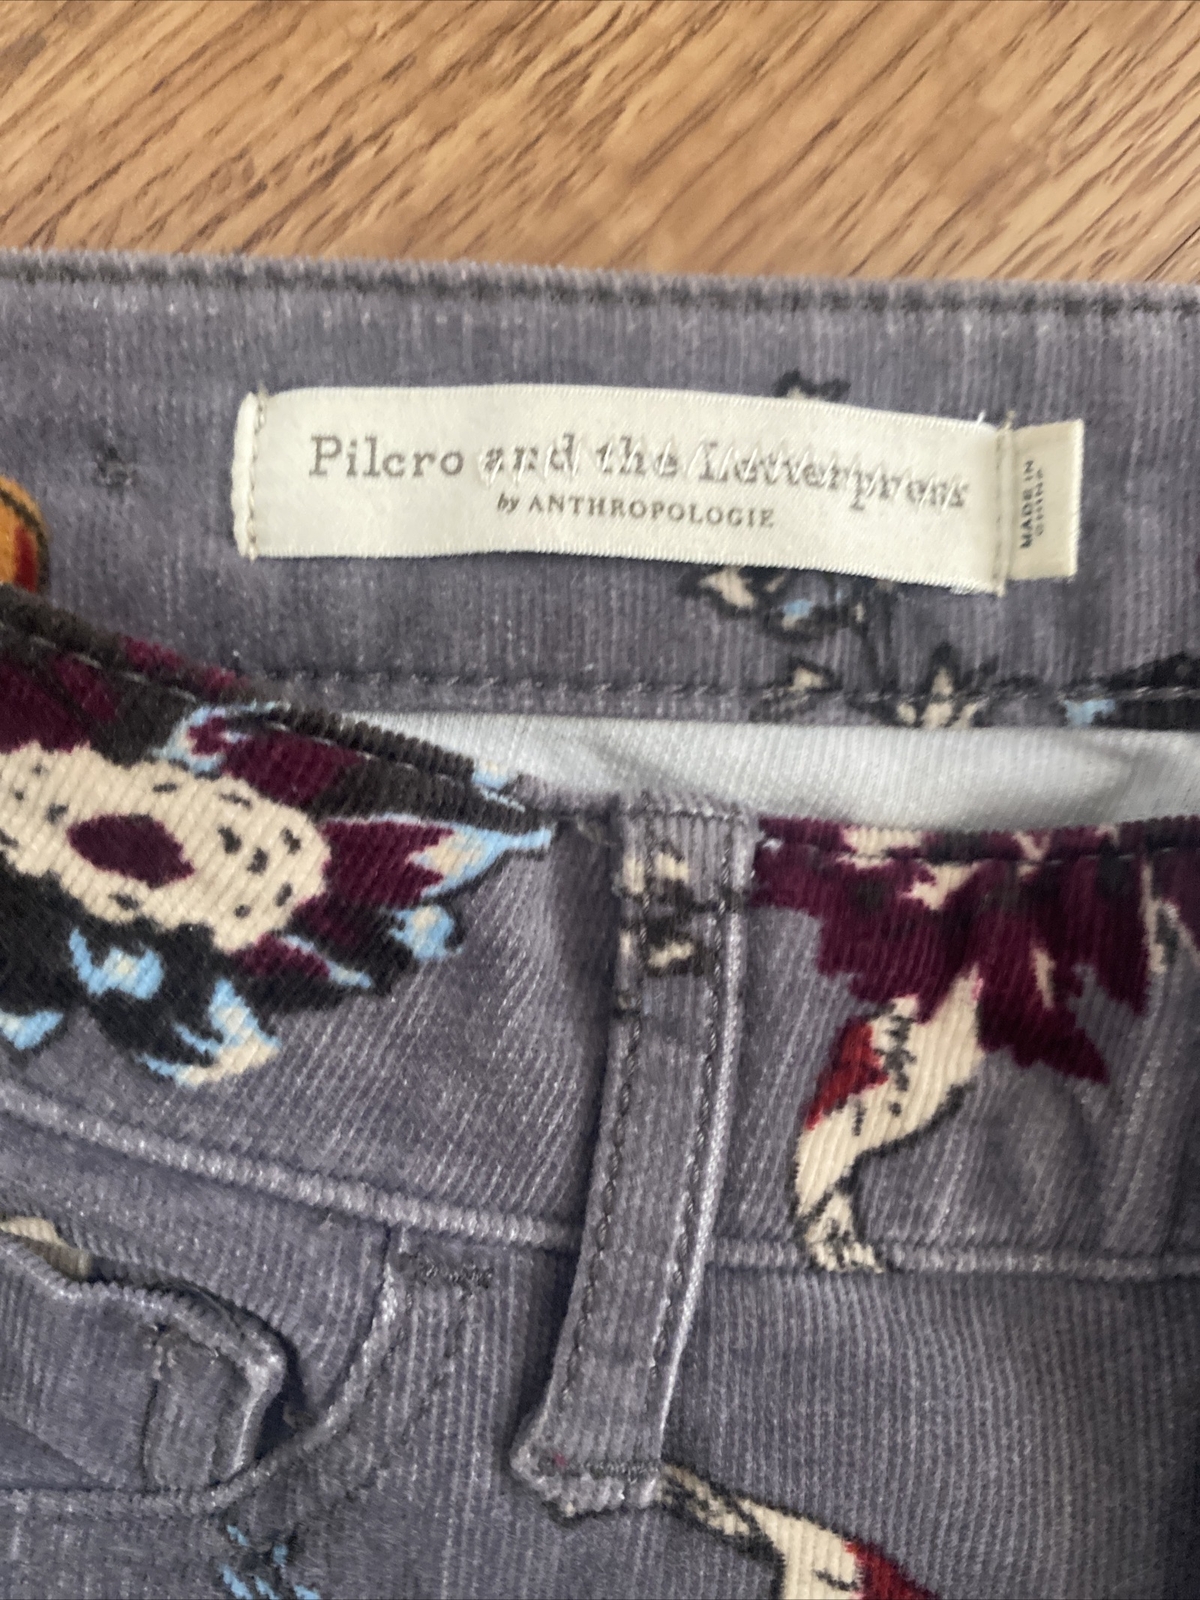 Pilcro and the Letterpress
by ANTHROPOLOGIE
MADE IN
CHINA